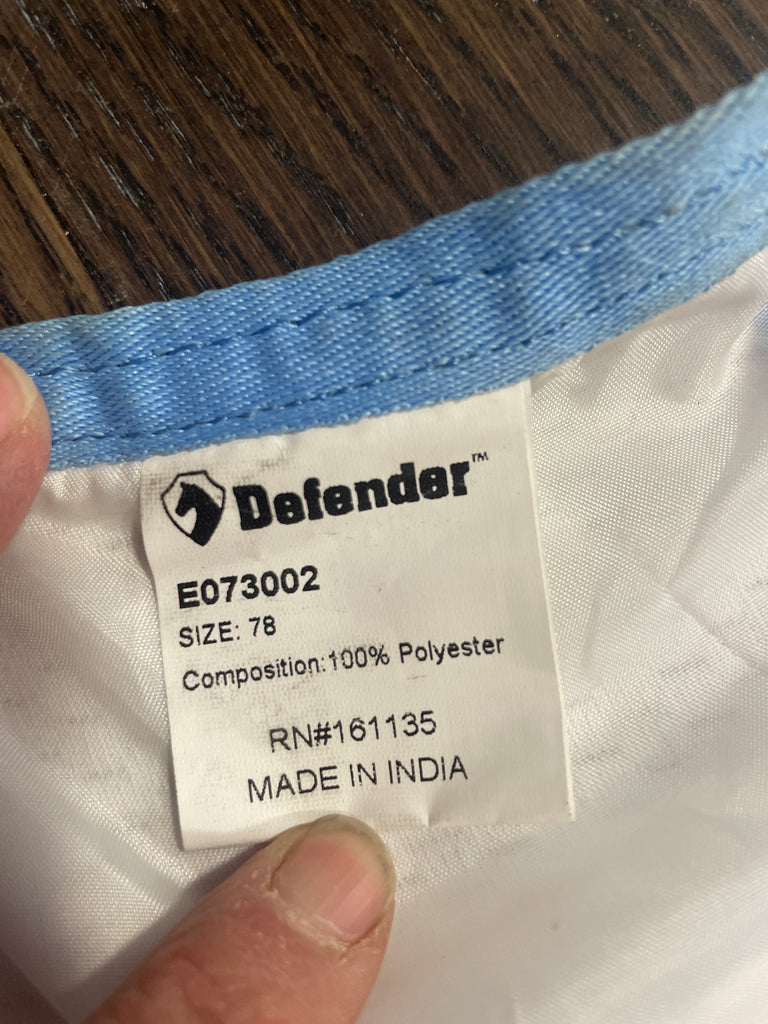 Defender™
E073002
SIZE: 78
Composition:100% Polyester
RN#161135
MADE IN INDIA